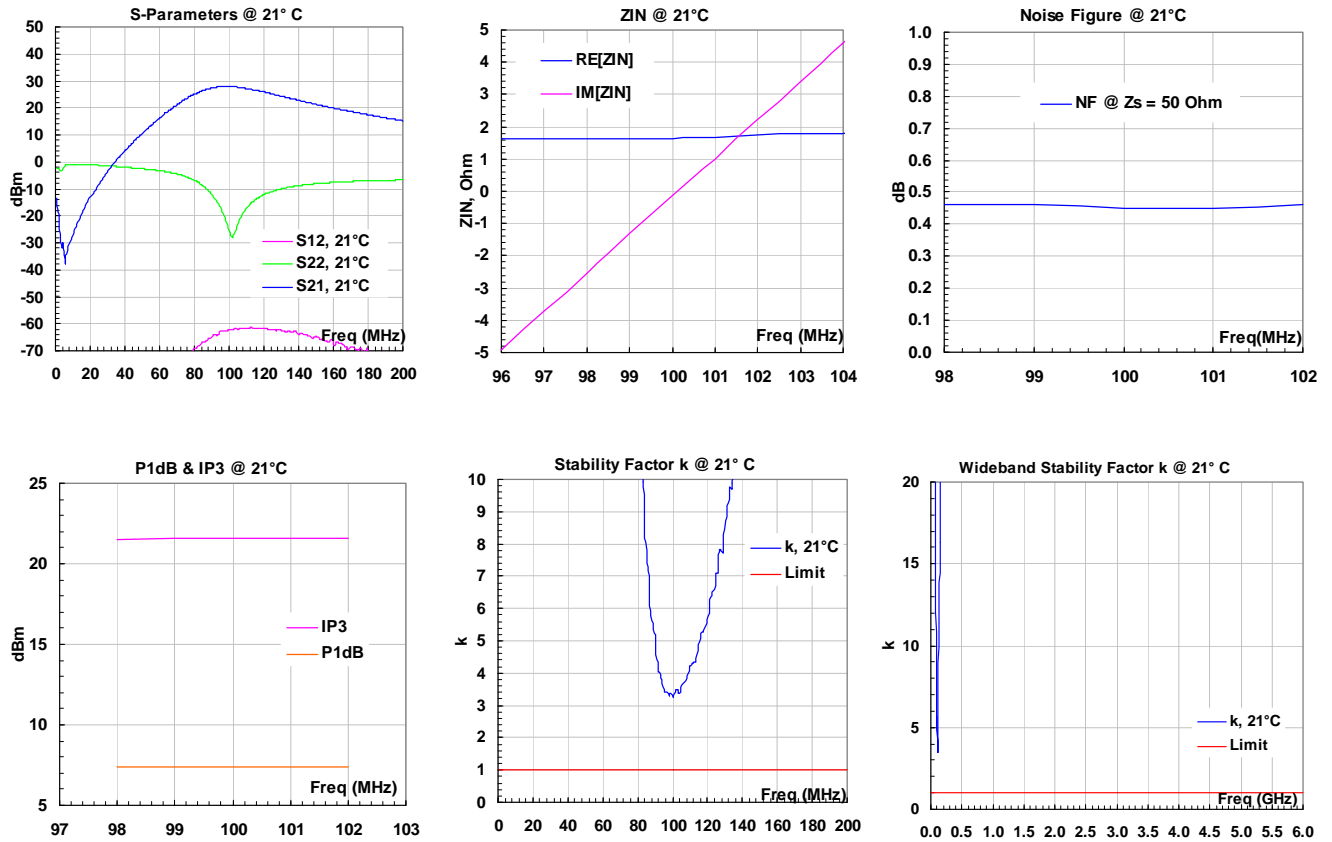 S-Parameters @ 21° C
50
40
30
20
10
0
-10
-20
-30
-40
-50
-60
-70
dBm
S12, 21°C
S22, 21°C
S21, 21°C
Freq (MHz)
0 20 40 60 80 100 120 140 160 180 200
ZIN @ 21°C
5
4
3
2
1
0
-1
-2
-3
-4
-5
ZIN, Ohm
RE[ZIN]
IM[ZIN]
Freq (MHz)
96 97 98 99 100 101 102 103 104
Noise Figure @ 21°C
1.0
0.9
0.8
0.7
0.6
0.5
0.4
0.3
0.2
0.1
0.0
dB
NF @ Zs = 50 Ohm
Freq(MHz)
98 99 100 101 102
P1dB & IP3 @ 21°C
25
20
15
10
5
dBm
IP3
P1dB
Freq (MHz)
97 98 99 100 101 102 103
Stability Factor k @ 21° C
10
9
8
7
6
5
4
3
2
1
0
k
k, 21°C
Limit
Freq (MHz)
0 20 40 60 80 100 120 140 160 180 200
Wideband Stability Factor k @ 21° C
20
15
10
5
0
k
k, 21°C
Limit
Freq (GHz)
0.0 0.5 1.0 1.5 2.0 2.5 3.0 3.5 4.0 4.5 5.0 5.5 6.0